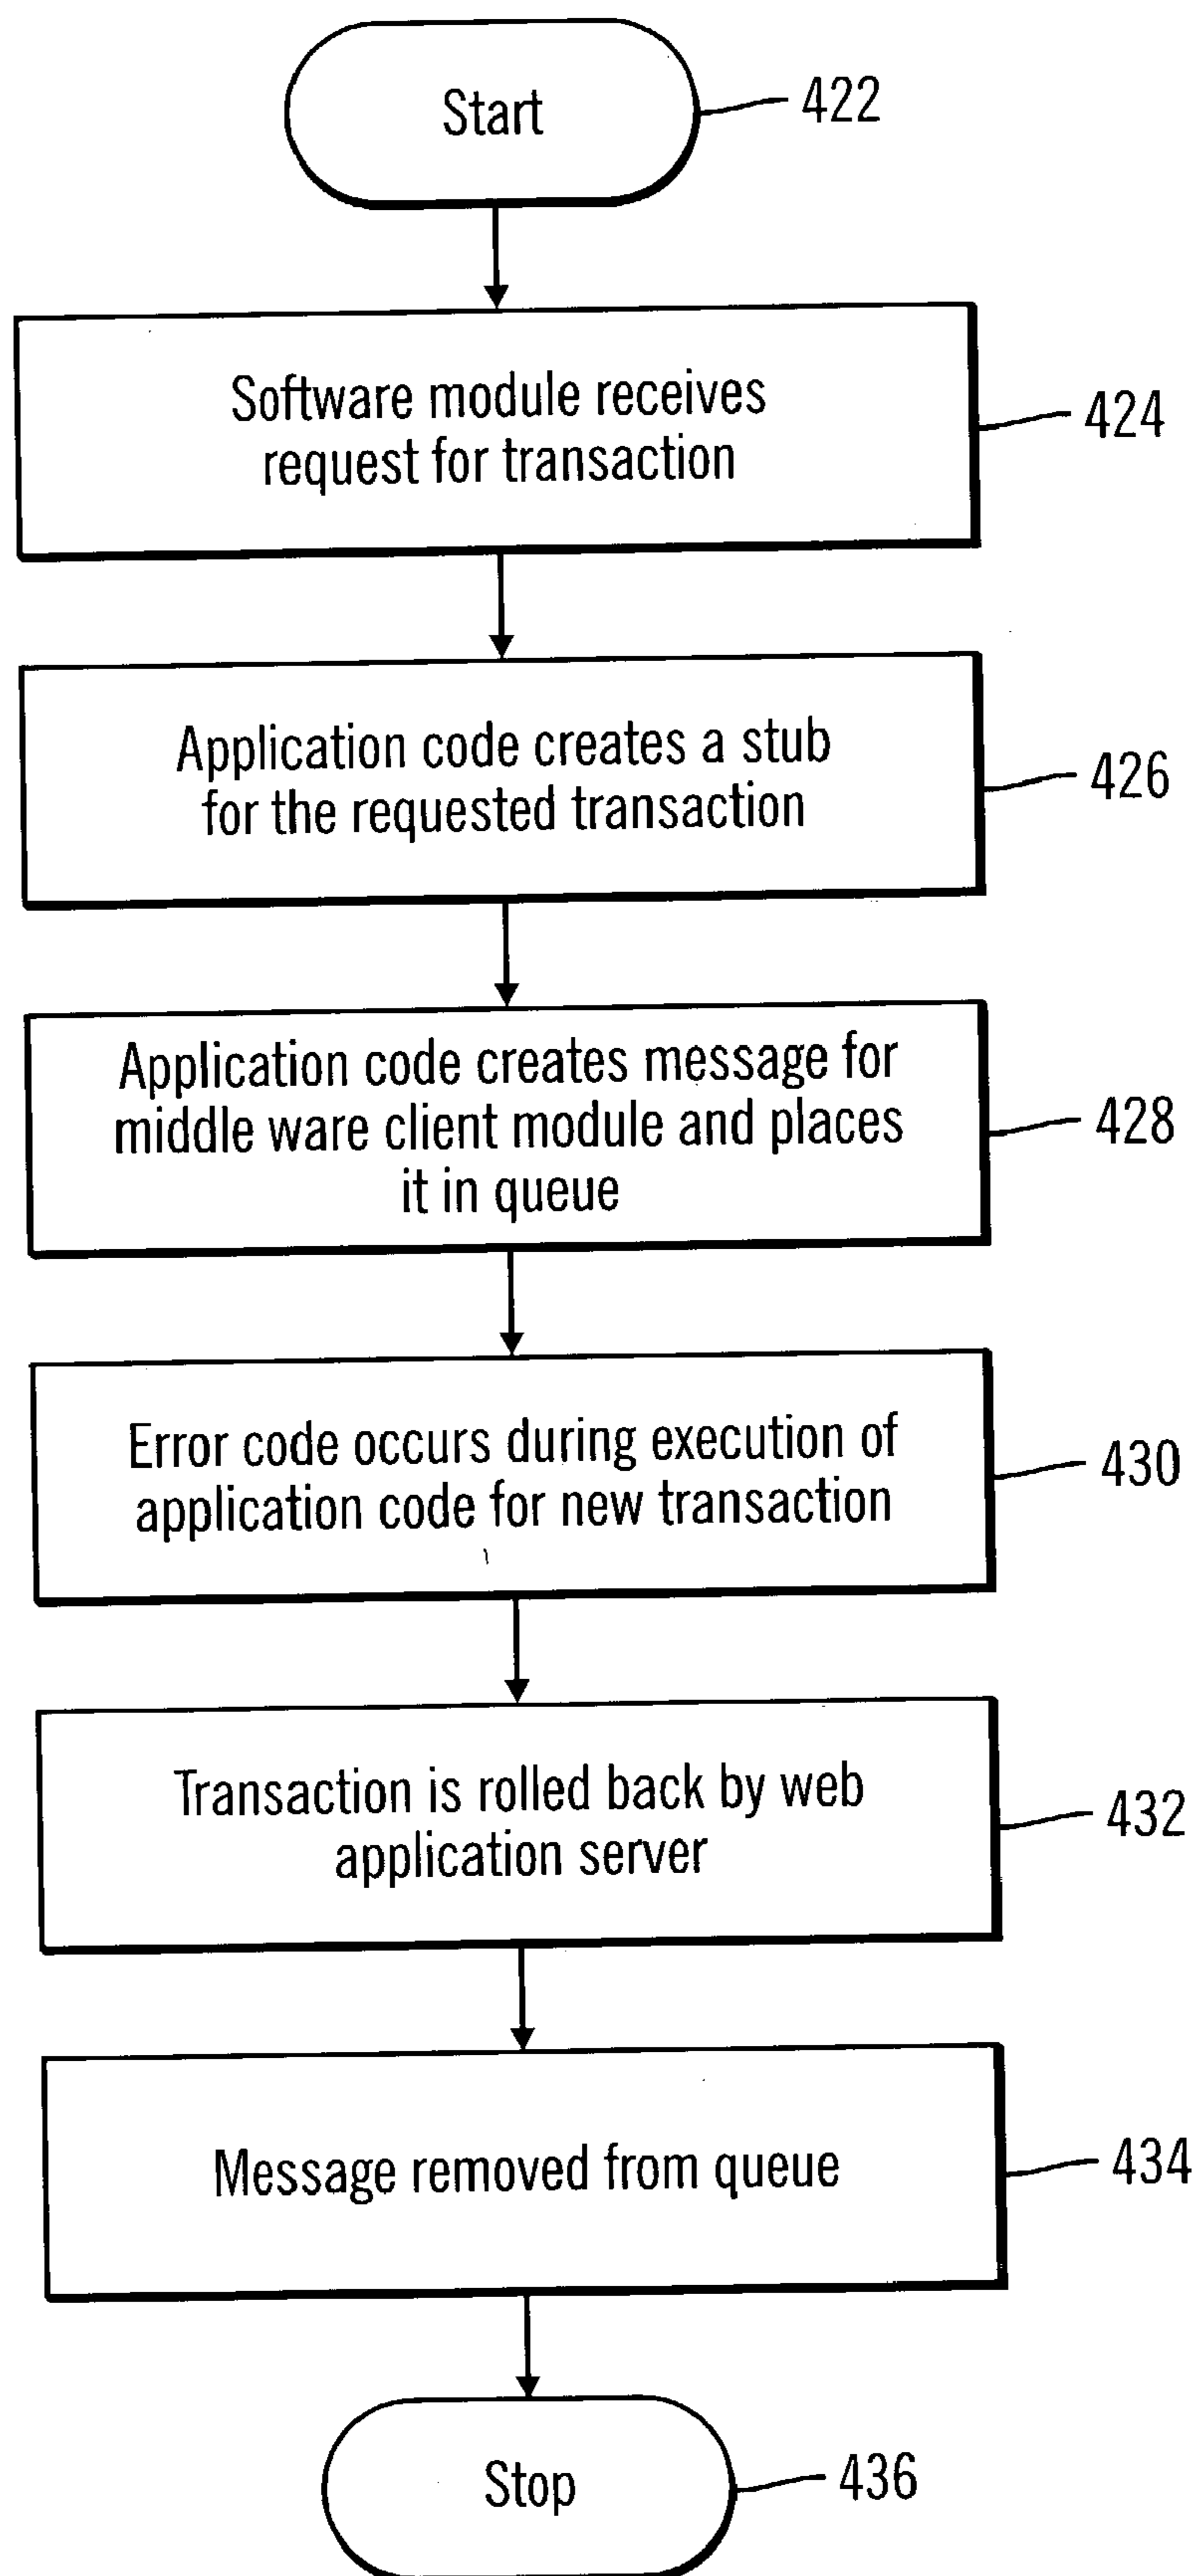 Start
422
Software module receives
request for transaction
424
Application code creates a stub
for the requested transaction
426
Application code creates message for
middle ware client module and places
it in queue
428
Error code occurs during execution of
application code for new transaction
430
Transaction is rolled back by web
application server
432
Message removed from queue
434
Stop
436